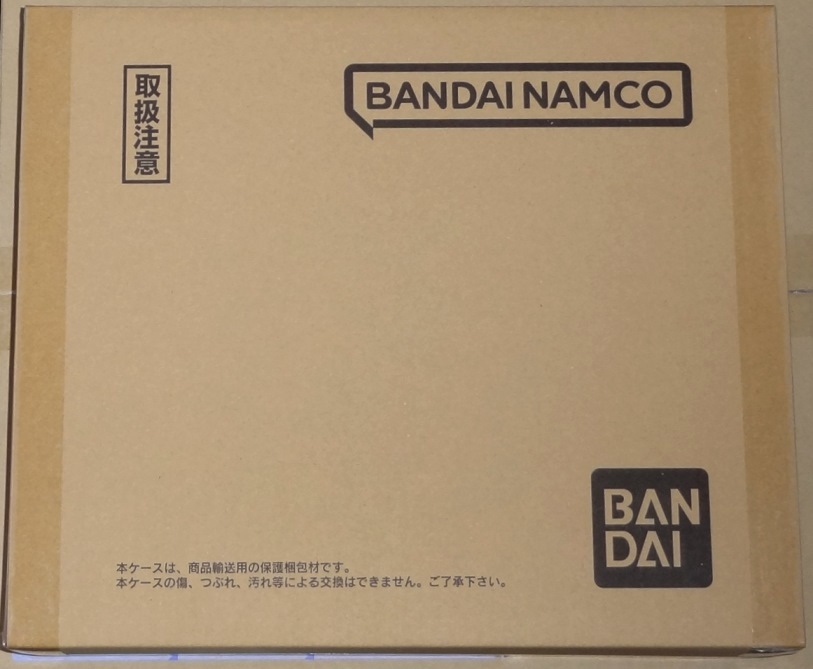 取扱注意
BANDAI NAMCO
BAN
DAI
本ケースは、商品輸送用の保護梱包材です。
本ケースの傷、つぶれ、汚れ等による交換はできません。ご了承下さい。